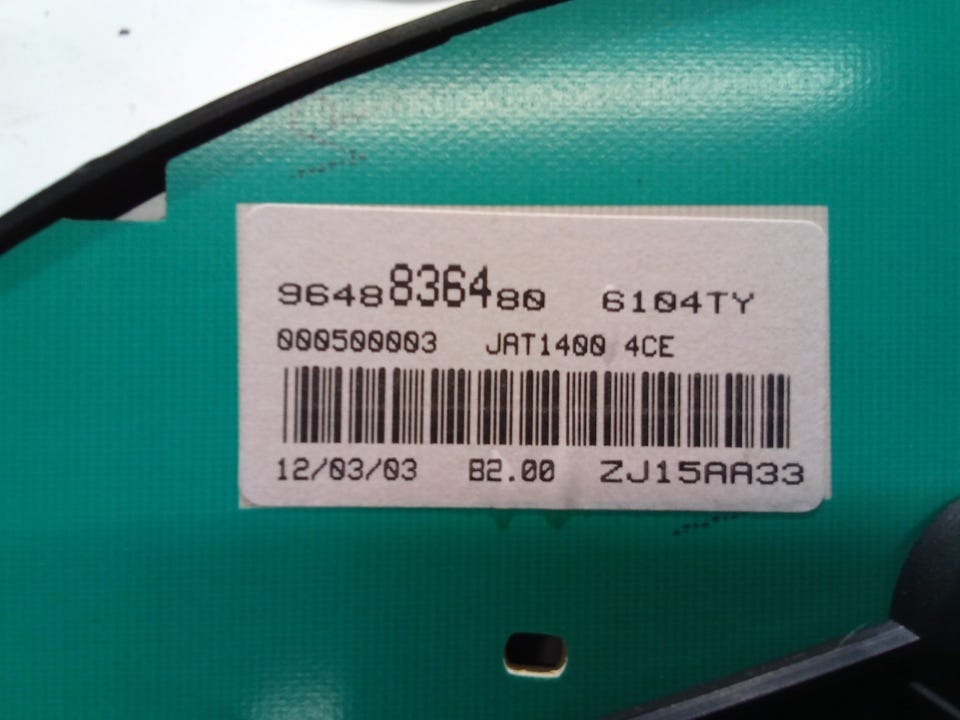 9648836480 6104TY
000500003 JAT1400 4CE
12/03/03 B2.00 ZJ15AA33